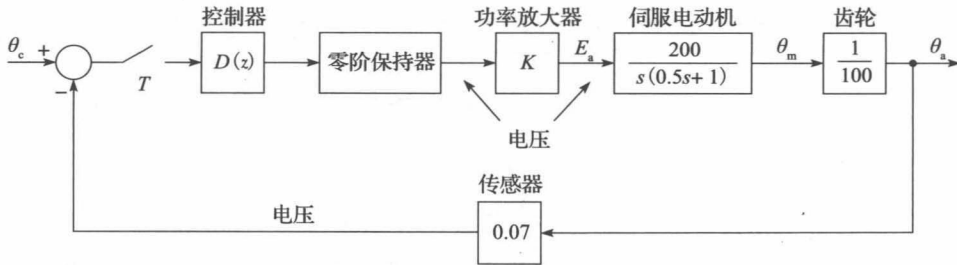 控制器
功率放大器
伺服电动机
齿轮
θc
+
−
T
D(z)
零阶保持器
K
Ea
200
s(0.5s+1)
θm
1
100
θa
电压
传感器
0.07
电压